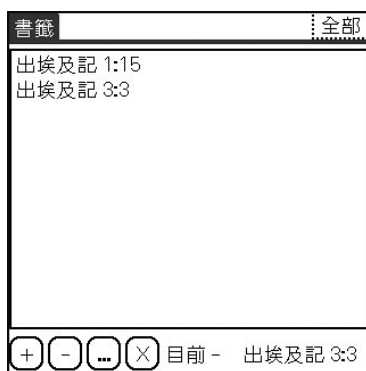 書籤 全部
出埃及記 1:15
出埃及記 3:3
+ - ... X 目前 - 出埃及記 3:3